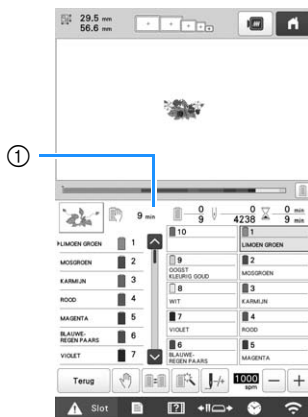 29.5 mm
56.6 mm
①
9 min
0
9
0
4238
0 min
9 min
LIMOEN GROEN 1
MOSGROEN 2
KARMIJN 3
ROOD 4
MAGENTA 5
BLAUWE-
REGEN PAARS 6
VIOLET 7
10
9
OOGST
KLEURIG GOUD
8
WIT
7
VIOLET
6
BLAUWE-
REGEN PAARS
1
LIMOEN GROEN
2
MOSGROEN
3
KARMIJN
4
ROOD
5
MAGENTA
Terug
1000
spm
Slot